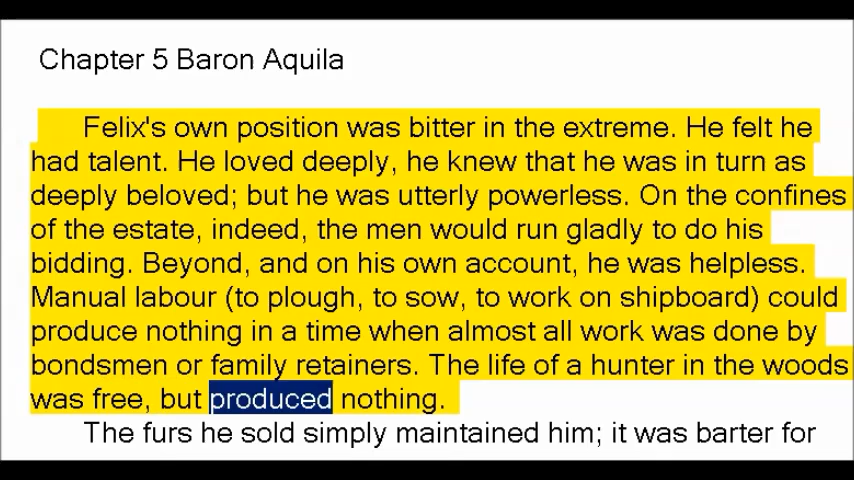 Chapter 5 Baron Aquila
Felix's own position was bitter in the extreme. He felt he
had talent. He loved deeply, he knew that he was in turn as
deeply beloved; but he was utterly powerless. On the confines
of the estate, indeed, the men would run gladly to do his
bidding. Beyond, and on his own account, he was helpless.
Manual labour (to plough, to sow, to work on shipboard) could
produce nothing in a time when almost all work was done by
bondsmen or family retainers. The life of a hunter in the woods
was free, but produced nothing.
The furs he sold simply maintained him; it was barter for